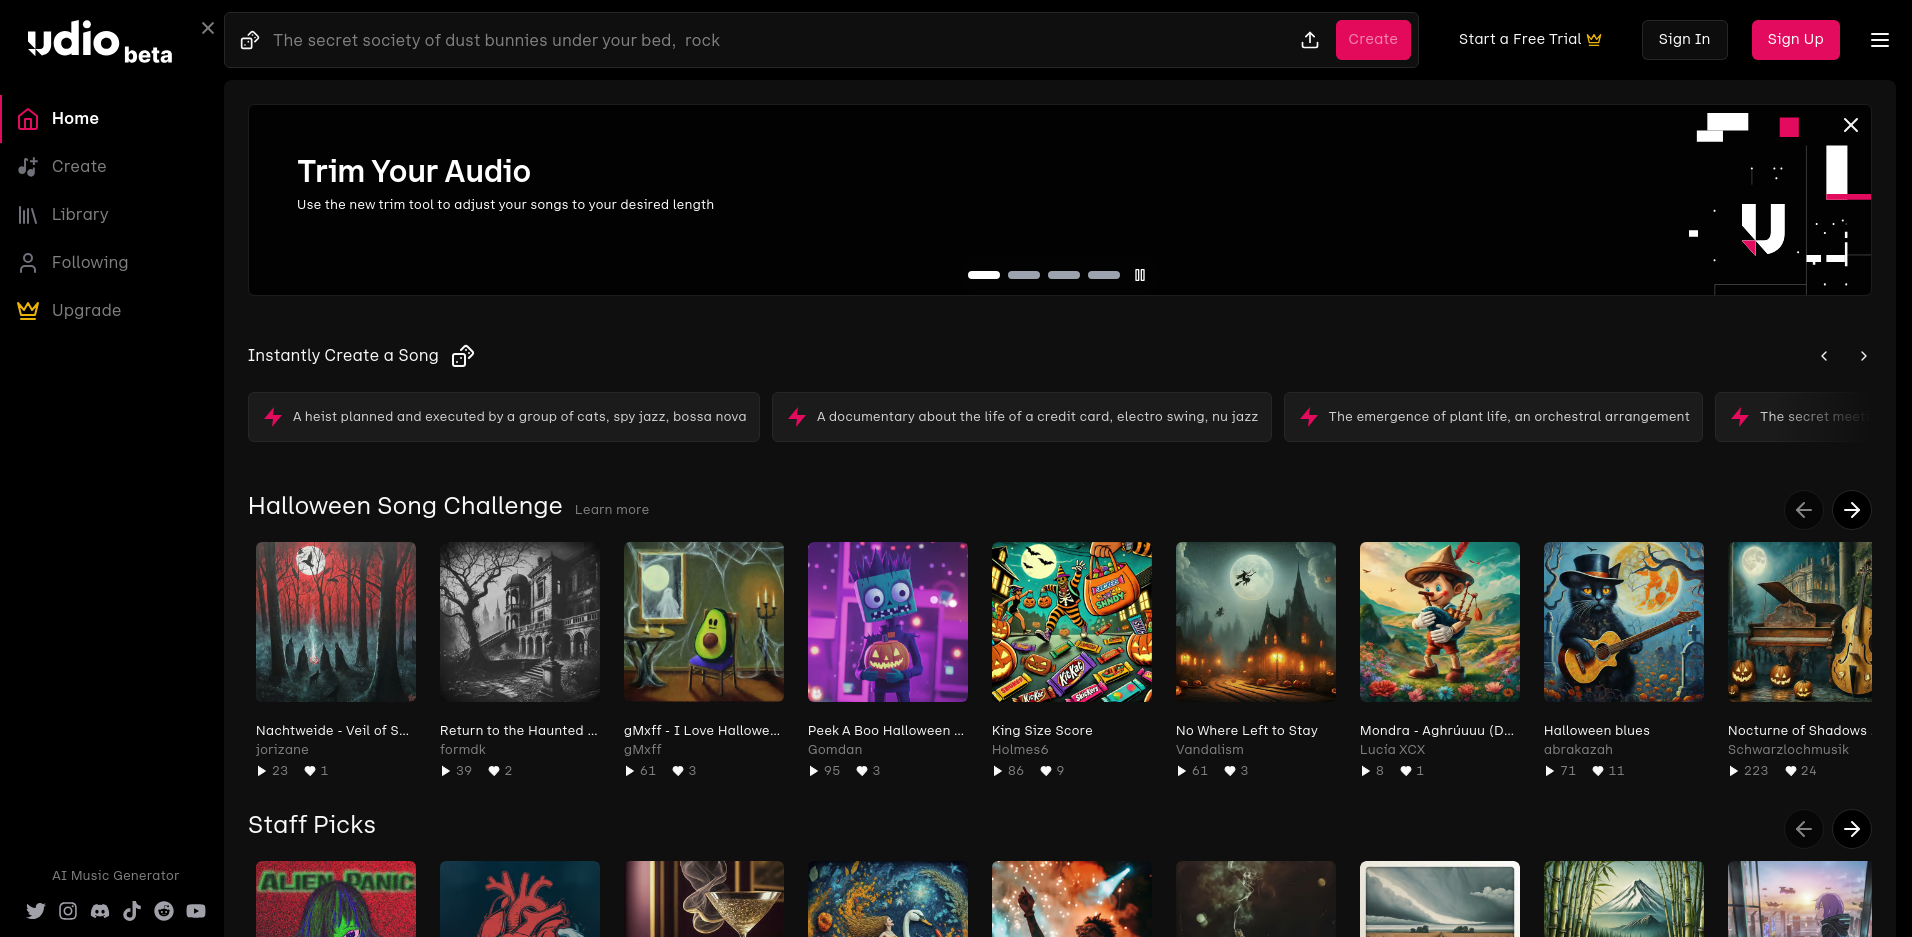 udio beta
The secret society of dust bunnies under your bed,  rock
Create
Start a Free Trial
Sign In
Sign Up
Home
Create
Library
Following
Upgrade
Trim Your Audio
Use the new trim tool to adjust your songs to your desired length
Instantly Create a Song
A heist planned and executed by a group of cats, spy jazz, bossa nova
A documentary about the life of a credit card, electro swing, nu jazz
The emergence of plant life, an orchestral arrangement
The secret meet
Halloween Song Challenge
Learn more
KitKat
Nachtweide - Veil of S...
jorizane
23 1
Return to the Haunted ...
formdk
39 2
gMxff - I Love Hallowe...
gMxff
61 3
Peek A Boo Halloween ...
Gomdan
95 3
King Size Score
Holmes6
86 9
No Where Left to Stay
Vandalism
61 3
Mondra - Aghrúuuu (D...
Lucía XCX
8 1
Halloween blues
abrakazah
71 11
Nocturne of Shadows
Schwarzlochmusik
223 24
Staff Picks
ALIEN PANIC
AI Music Generator